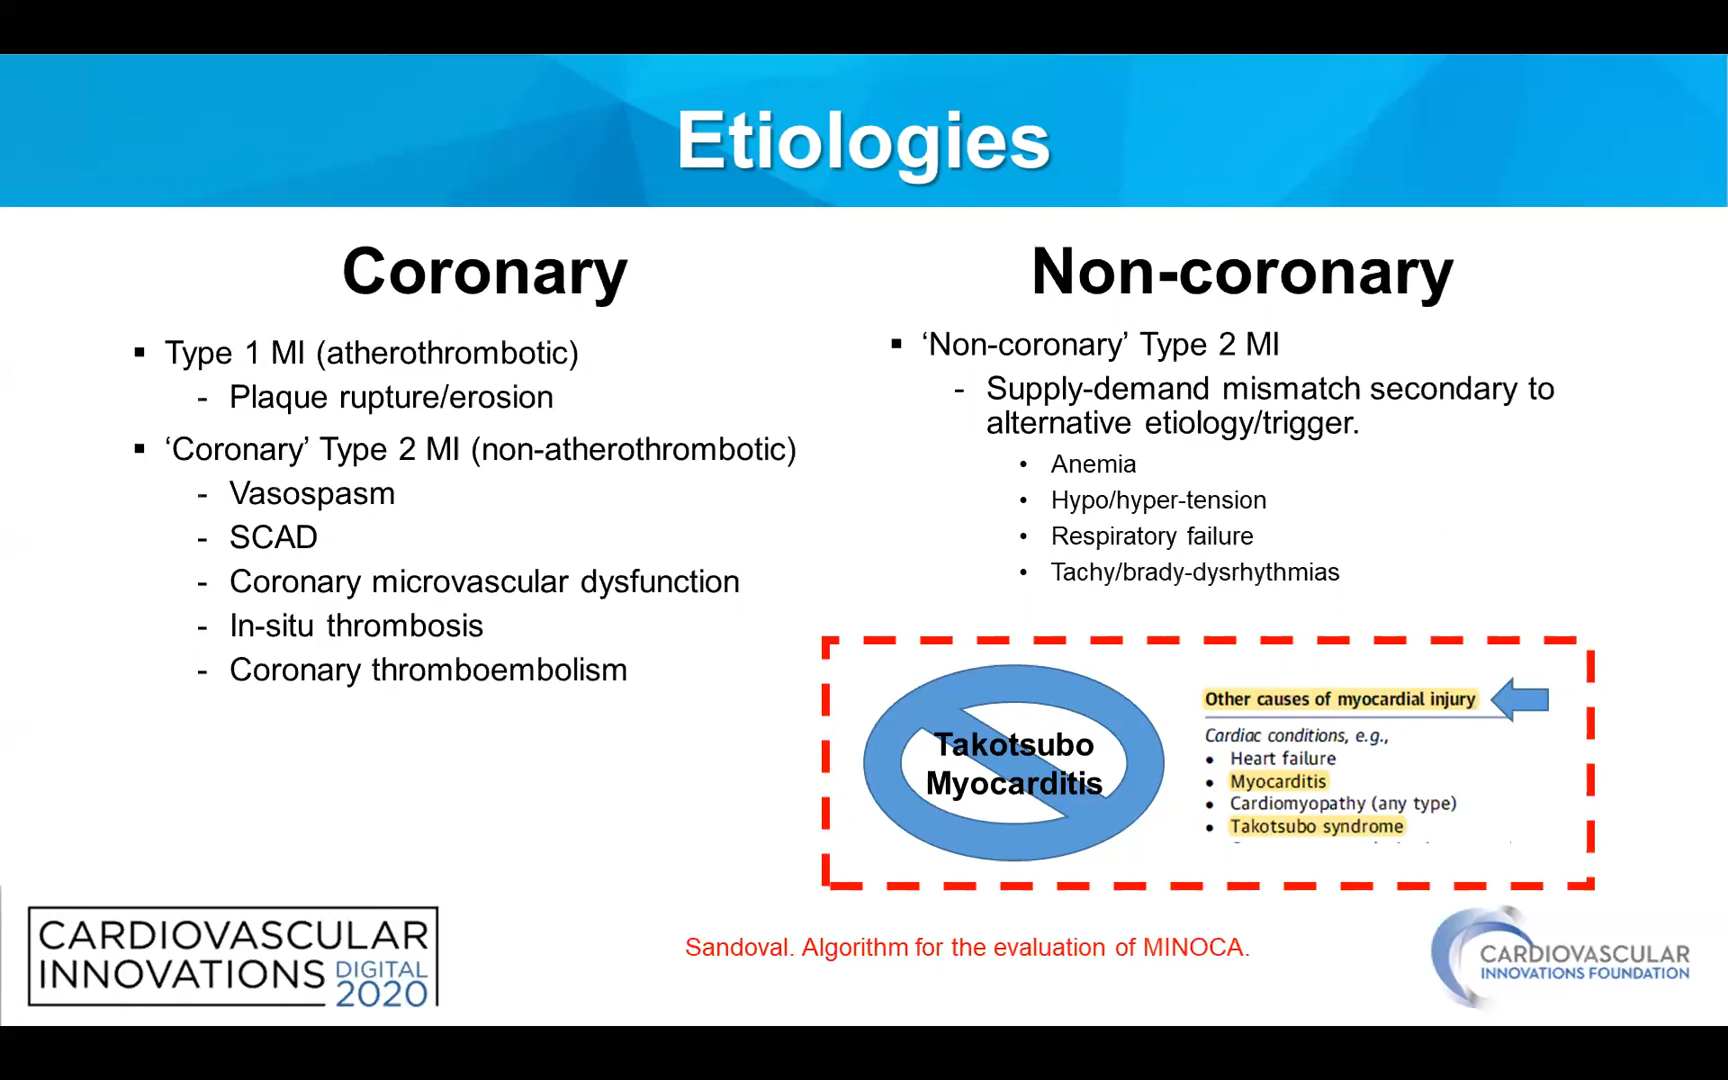 Etiologies
Coronary
▪ Type 1 MI (atherothrombotic)
- Plaque rupture/erosion
▪ ‘Coronary’ Type 2 MI (non-atherothrombotic)
- Vasospasm
- SCAD
- Coronary microvascular dysfunction
- In-situ thrombosis
- Coronary thromboembolism
Non-coronary
▪ ‘Non-coronary’ Type 2 MI
- Supply-demand mismatch secondary to
alternative etiology/trigger.
• Anemia
• Hypo/hyper-tension
• Respiratory failure
• Tachy/brady-dysrhythmias
Takotsubo
Myocarditis
Other causes of myocardial injury
Cardiac conditions, e.g.,
• Heart failure
• Myocarditis
• Cardiomyopathy (any type)
• Takotsubo syndrome
CARDIOVASCULAR
INNOVATIONS DIGITAL
2020
Sandoval. Algorithm for the evaluation of MINOCA.
CARDIOVASCULAR
INNOVATIONS FOUNDATION